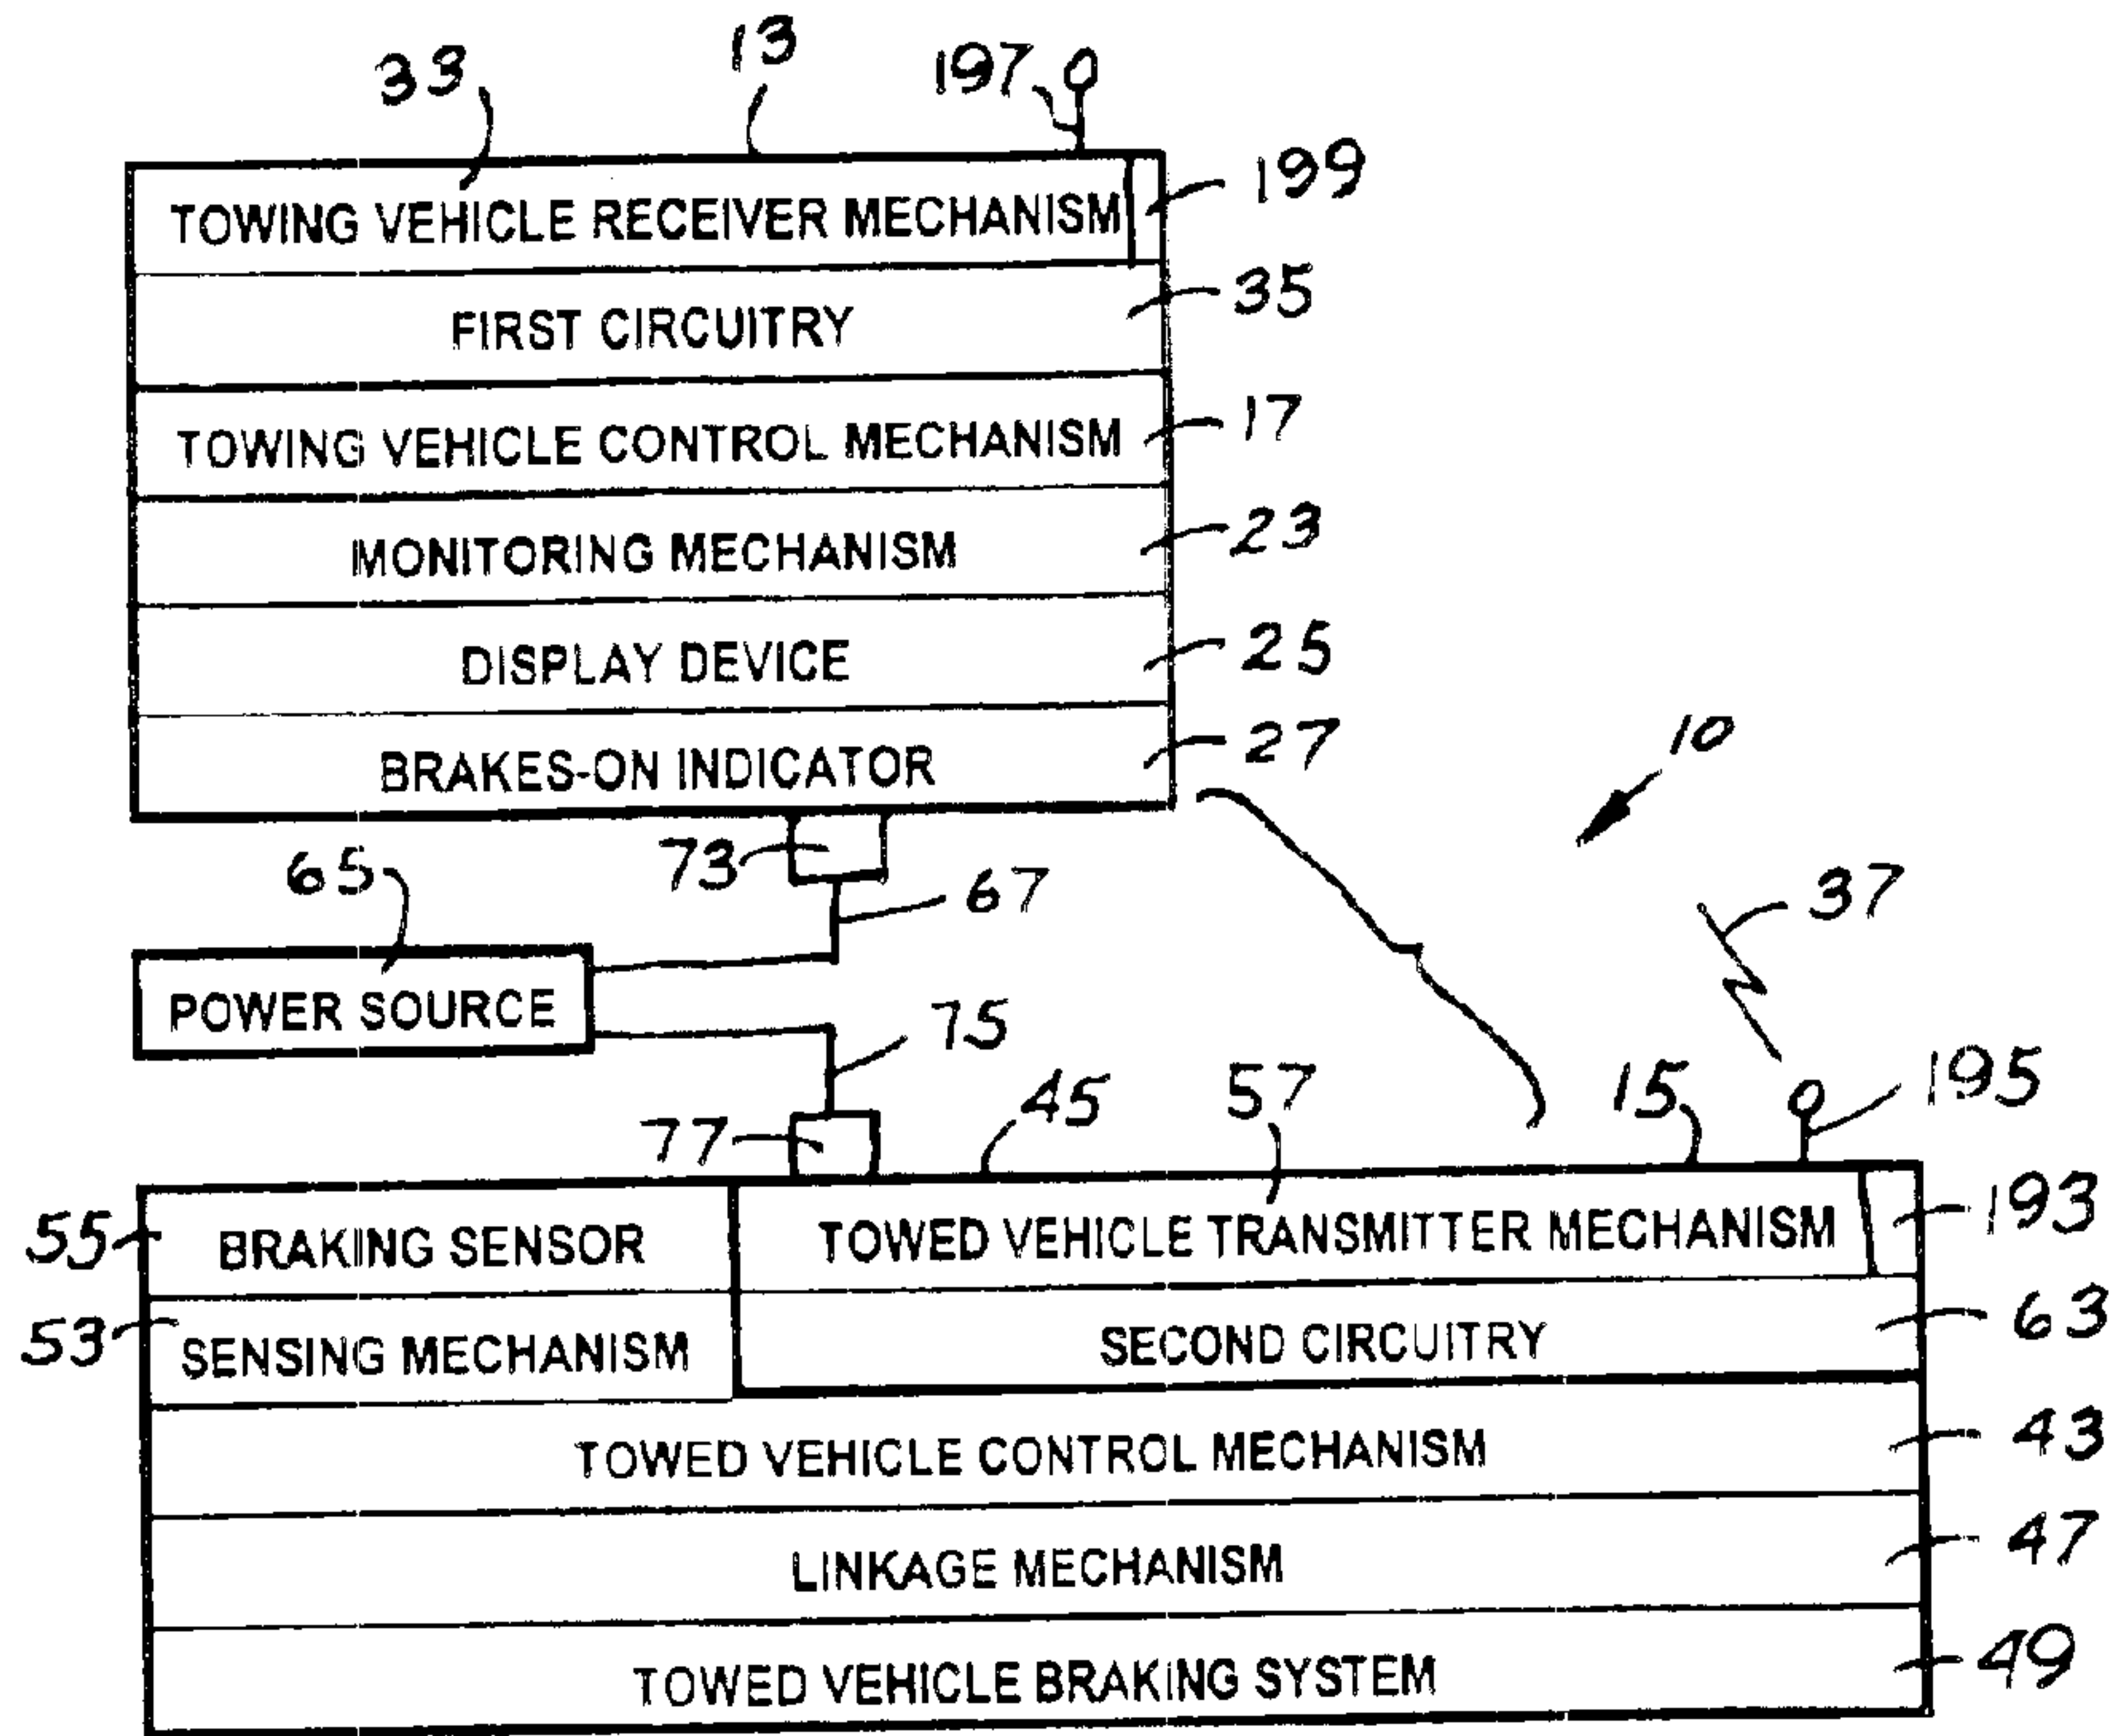 33 13 197
TOWING VEHICLE RECEIVER MECHANISM 199
FIRST CIRCUITRY 35
TOWING VEHICLE CONTROL MECHANISM 17
MONITORING MECHANISM 23
DISPLAY DEVICE 25
BRAKES-ON INDICATOR 27
10
73
65
67
37
POWER SOURCE
75
45 57 15 195
77
55 BRAKING SENSOR TOWED VEHICLE TRANSMITTER MECHANISM 193
53 SENSING MECHANISM SECOND CIRCUITRY 63
TOWED VEHICLE CONTROL MECHANISM 43
LINKAGE MECHANISM 47
TOWED VEHICLE BRAKING SYSTEM 49